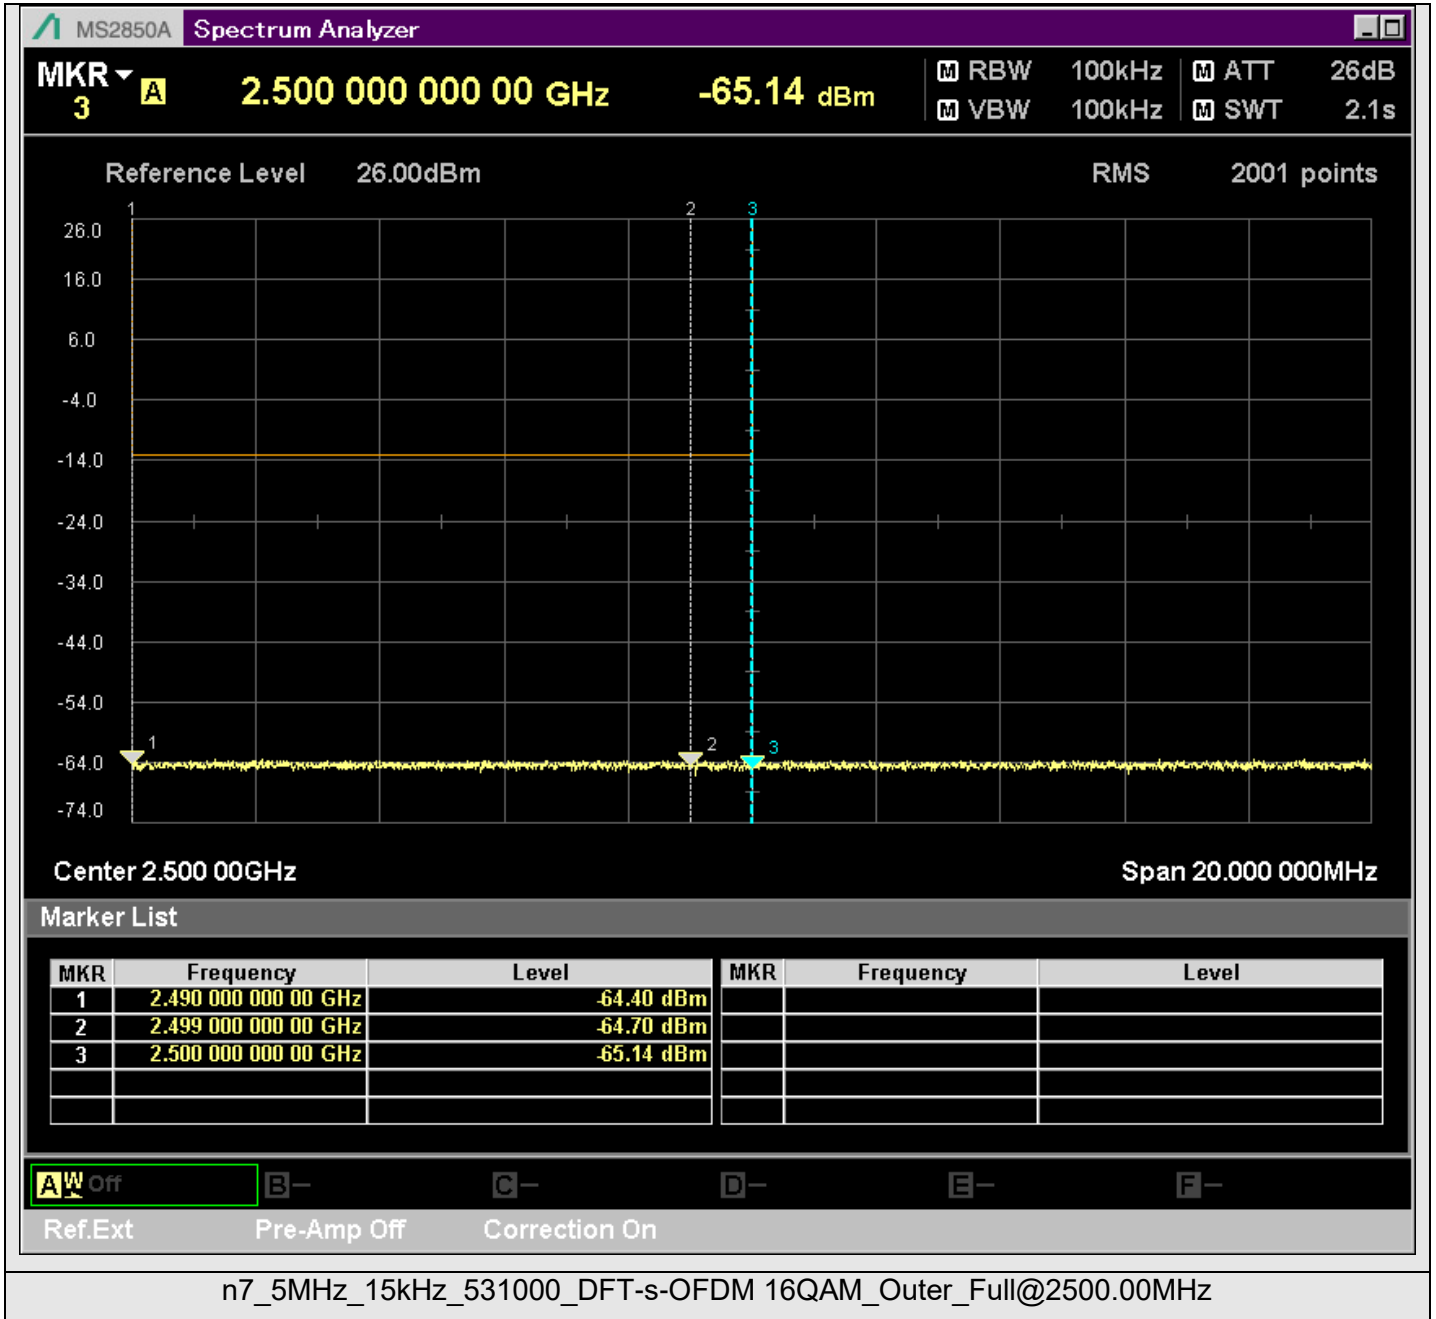 MS2850A Spectrum Analyzer
MKR A 2.500 000 000 00 GHz -65.14 dBm M RBW 100kHz M ATT 26dB
3 M VBW 100kHz M SWT 2.1s
Reference Level 26.00dBm RMS 2001 points
1 2 3
26.0
16.0
6.0
-4.0
-14.0
-24.0
-34.0
-44.0
-54.0
1 2 3
-64.0
-74.0
Center 2.500 00GHz Span 20.000 000MHz
Marker List
MKR Frequency Level MKR Frequency Level
1 2.490 000 000 00 GHz -64.40 dBm
2 2.499 000 000 00 GHz -64.70 dBm
3 2.500 000 000 00 GHz -65.14 dBm
A W Off B – C – D – E – F –
Ref.Ext Pre-Amp Off Correction On
n7_5MHz_15kHz_531000_DFT-s-OFDM 16QAM_Outer_Full@2500.00MHz